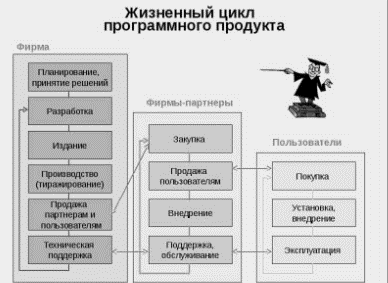 Жизненный цикл
программного продукта
Фирма
Планирование,
принятие решений
Разработка
Издание
Производство
(тиражирование)
Продажа
партнерам и
пользователям
Техническая
поддержка
Фирмы-партнеры
Закупка
Продажа
пользователям
Внедрение
Поддержка,
обслуживание
Пользователи
Покупка
Установка,
внедрение
Эксплуатация